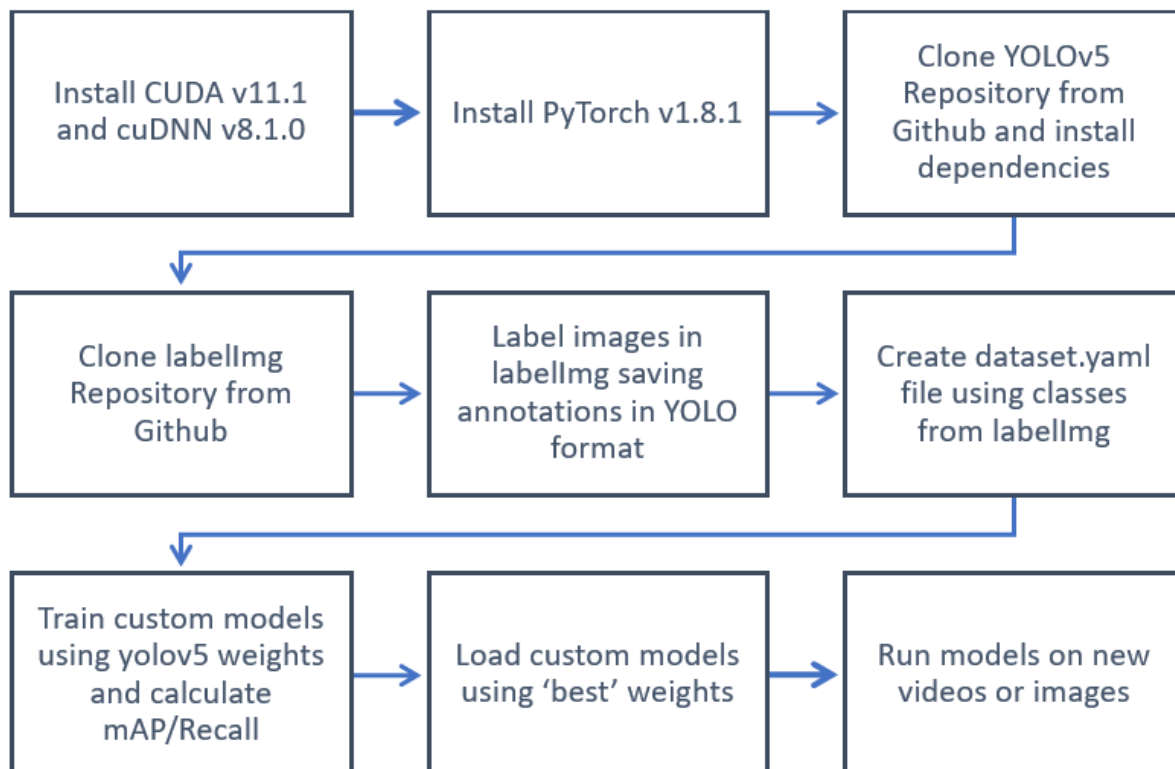 Install CUDA v11.1
and cuDNN v8.1.0
Install PyTorch v1.8.1
Clone YOLOv5
Repository from
Github and install
dependencies
Clone labelImg
Repository from
Github
Label images in
labelImg saving
annotations in YOLO
format
Create dataset.yaml
file using classes
from labelImg
Train custom models
using yolov5 weights
and calculate
mAP/Recall
Load custom models
using ‘best’ weights
Run models on new
videos or images